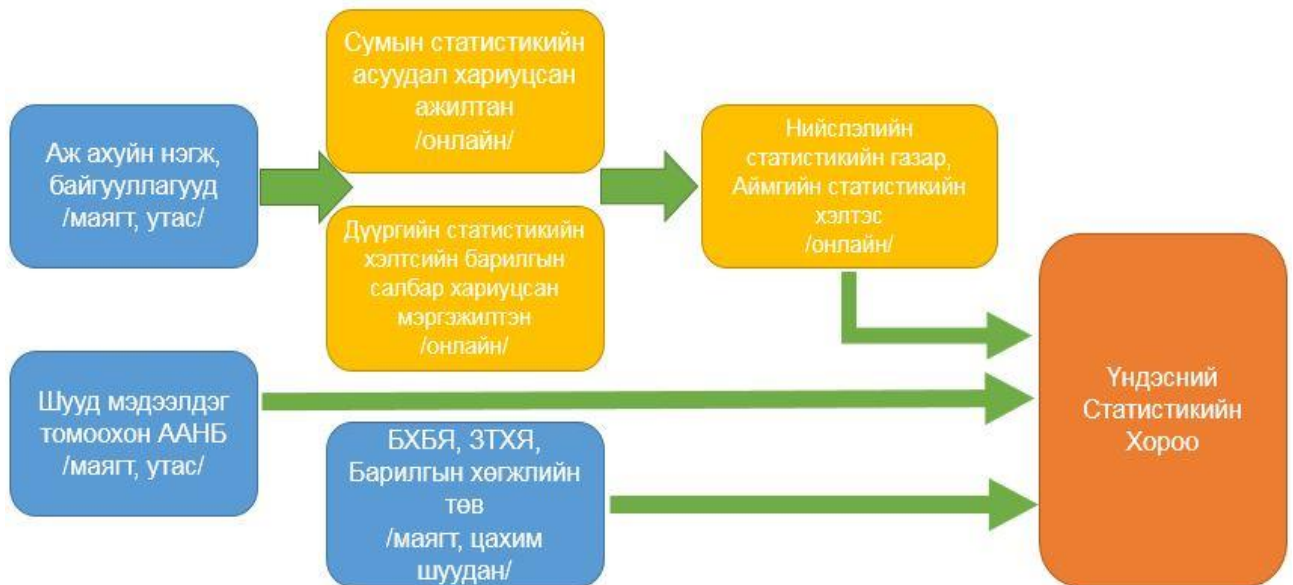 Сумын статистикийн
асуудал хариуцсан
ажилтан
/онлайн/
Аж ахуйн нэгж,
байгууллагууд
/маягт, утас/
Дүүргийн статистикийн
хэлтсийн барилгын
салбар хариуцсан
мэргэжилтэн
/онлайн/
Нийслэлийн
статистикийн газар,
Аймгийн статистикийн
хэлтэс
/онлайн/
Шууд мэдээлдэг
томоохон ААНБ
/маягт, утас/
БХБЯ, ЗТХЯ,
Барилгын хөгжлийн
төв
/маягт, цахим
шуудан/
Үндэсний
Статистикийн
Хороо